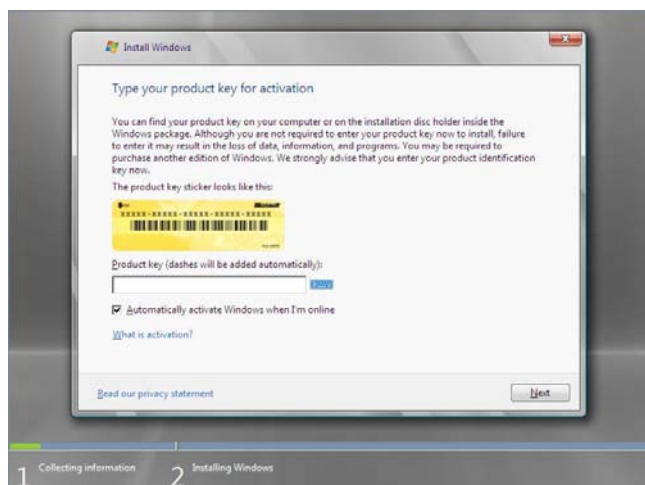 Install Windows
Type your product key for activation
You can find your product key on your computer or on the installation disc holder inside the
Windows package. Although you are not required to enter your product key now to install, failure
to enter it may result in the loss of data, information, and programs. You may be required to
purchase another edition of Windows. We strongly advise that you enter your product identification
key now.
The product key sticker looks like this:
Microsoft
XXXXX-XXXXX-XXXXX-XXXXX-XXXXX
Product key (dashes will be added automatically):
Automatically activate Windows when I'm online
What is activation?
Read our privacy statement
Next
1 Collecting information
2 Installing Windows